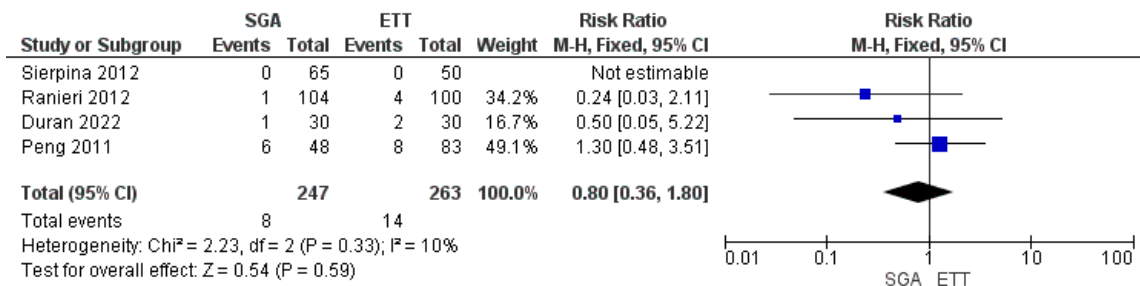 SGA ETT Risk Ratio Risk Ratio
Study or Subgroup Events Total Events Total Weight M-H, Fixed, 95% CI M-H, Fixed, 95% CI
Sierpina 2012 0 65 0 50 Not estimable
Ranieri 2012 1 104 4 100 34.2% 0.24 [0.03, 2.11]
Duran 2022 1 30 2 30 16.7% 0.50 [0.05, 5.22]
Peng 2011 6 48 8 83 49.1% 1.30 [0.48, 3.51]
Total (95% CI) 247 263 100.0% 0.80 [0.36, 1.80]
Total events 8 14
Heterogeneity: Chi² = 2.23, df = 2 (P = 0.33); I² = 10%
Test for overall effect: Z = 0.54 (P = 0.59)
0.01 0.1 1 10 100
SGA ETT